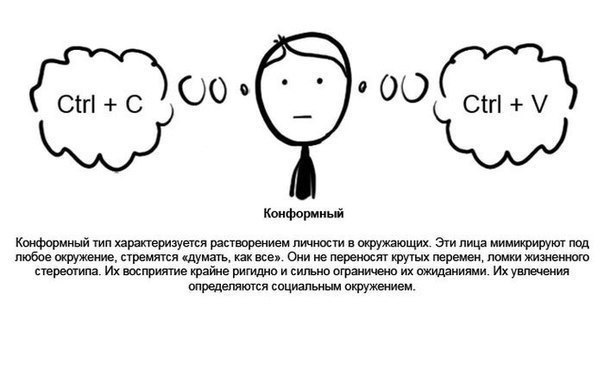 Ctrl + C
Ctrl + V
Конформный
Конформный тип характеризуется растворением личности в окружающих. Эти лица мимикрируют под
любое окружение, стремятся «думать, как все». Они не переносят крутых перемен, ломки жизненного
стереотипа. Их восприятие крайне ригидно и сильно ограничено их ожиданиями. Их увлечения
определяются социальным окружением.